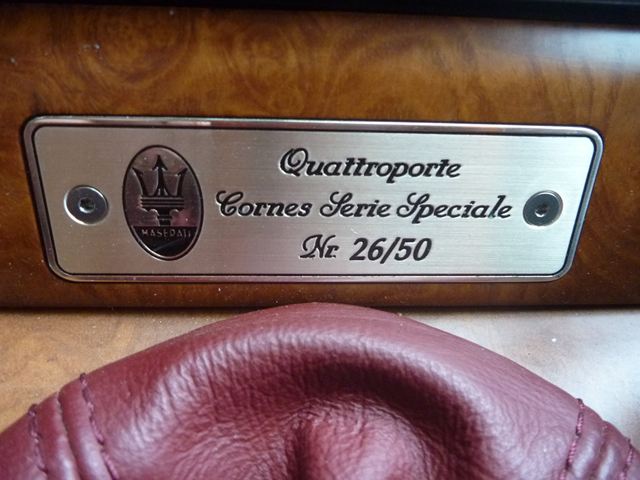 Quattroporte
Cornes Serie Speciale
Nr. 26/50
MASERATI